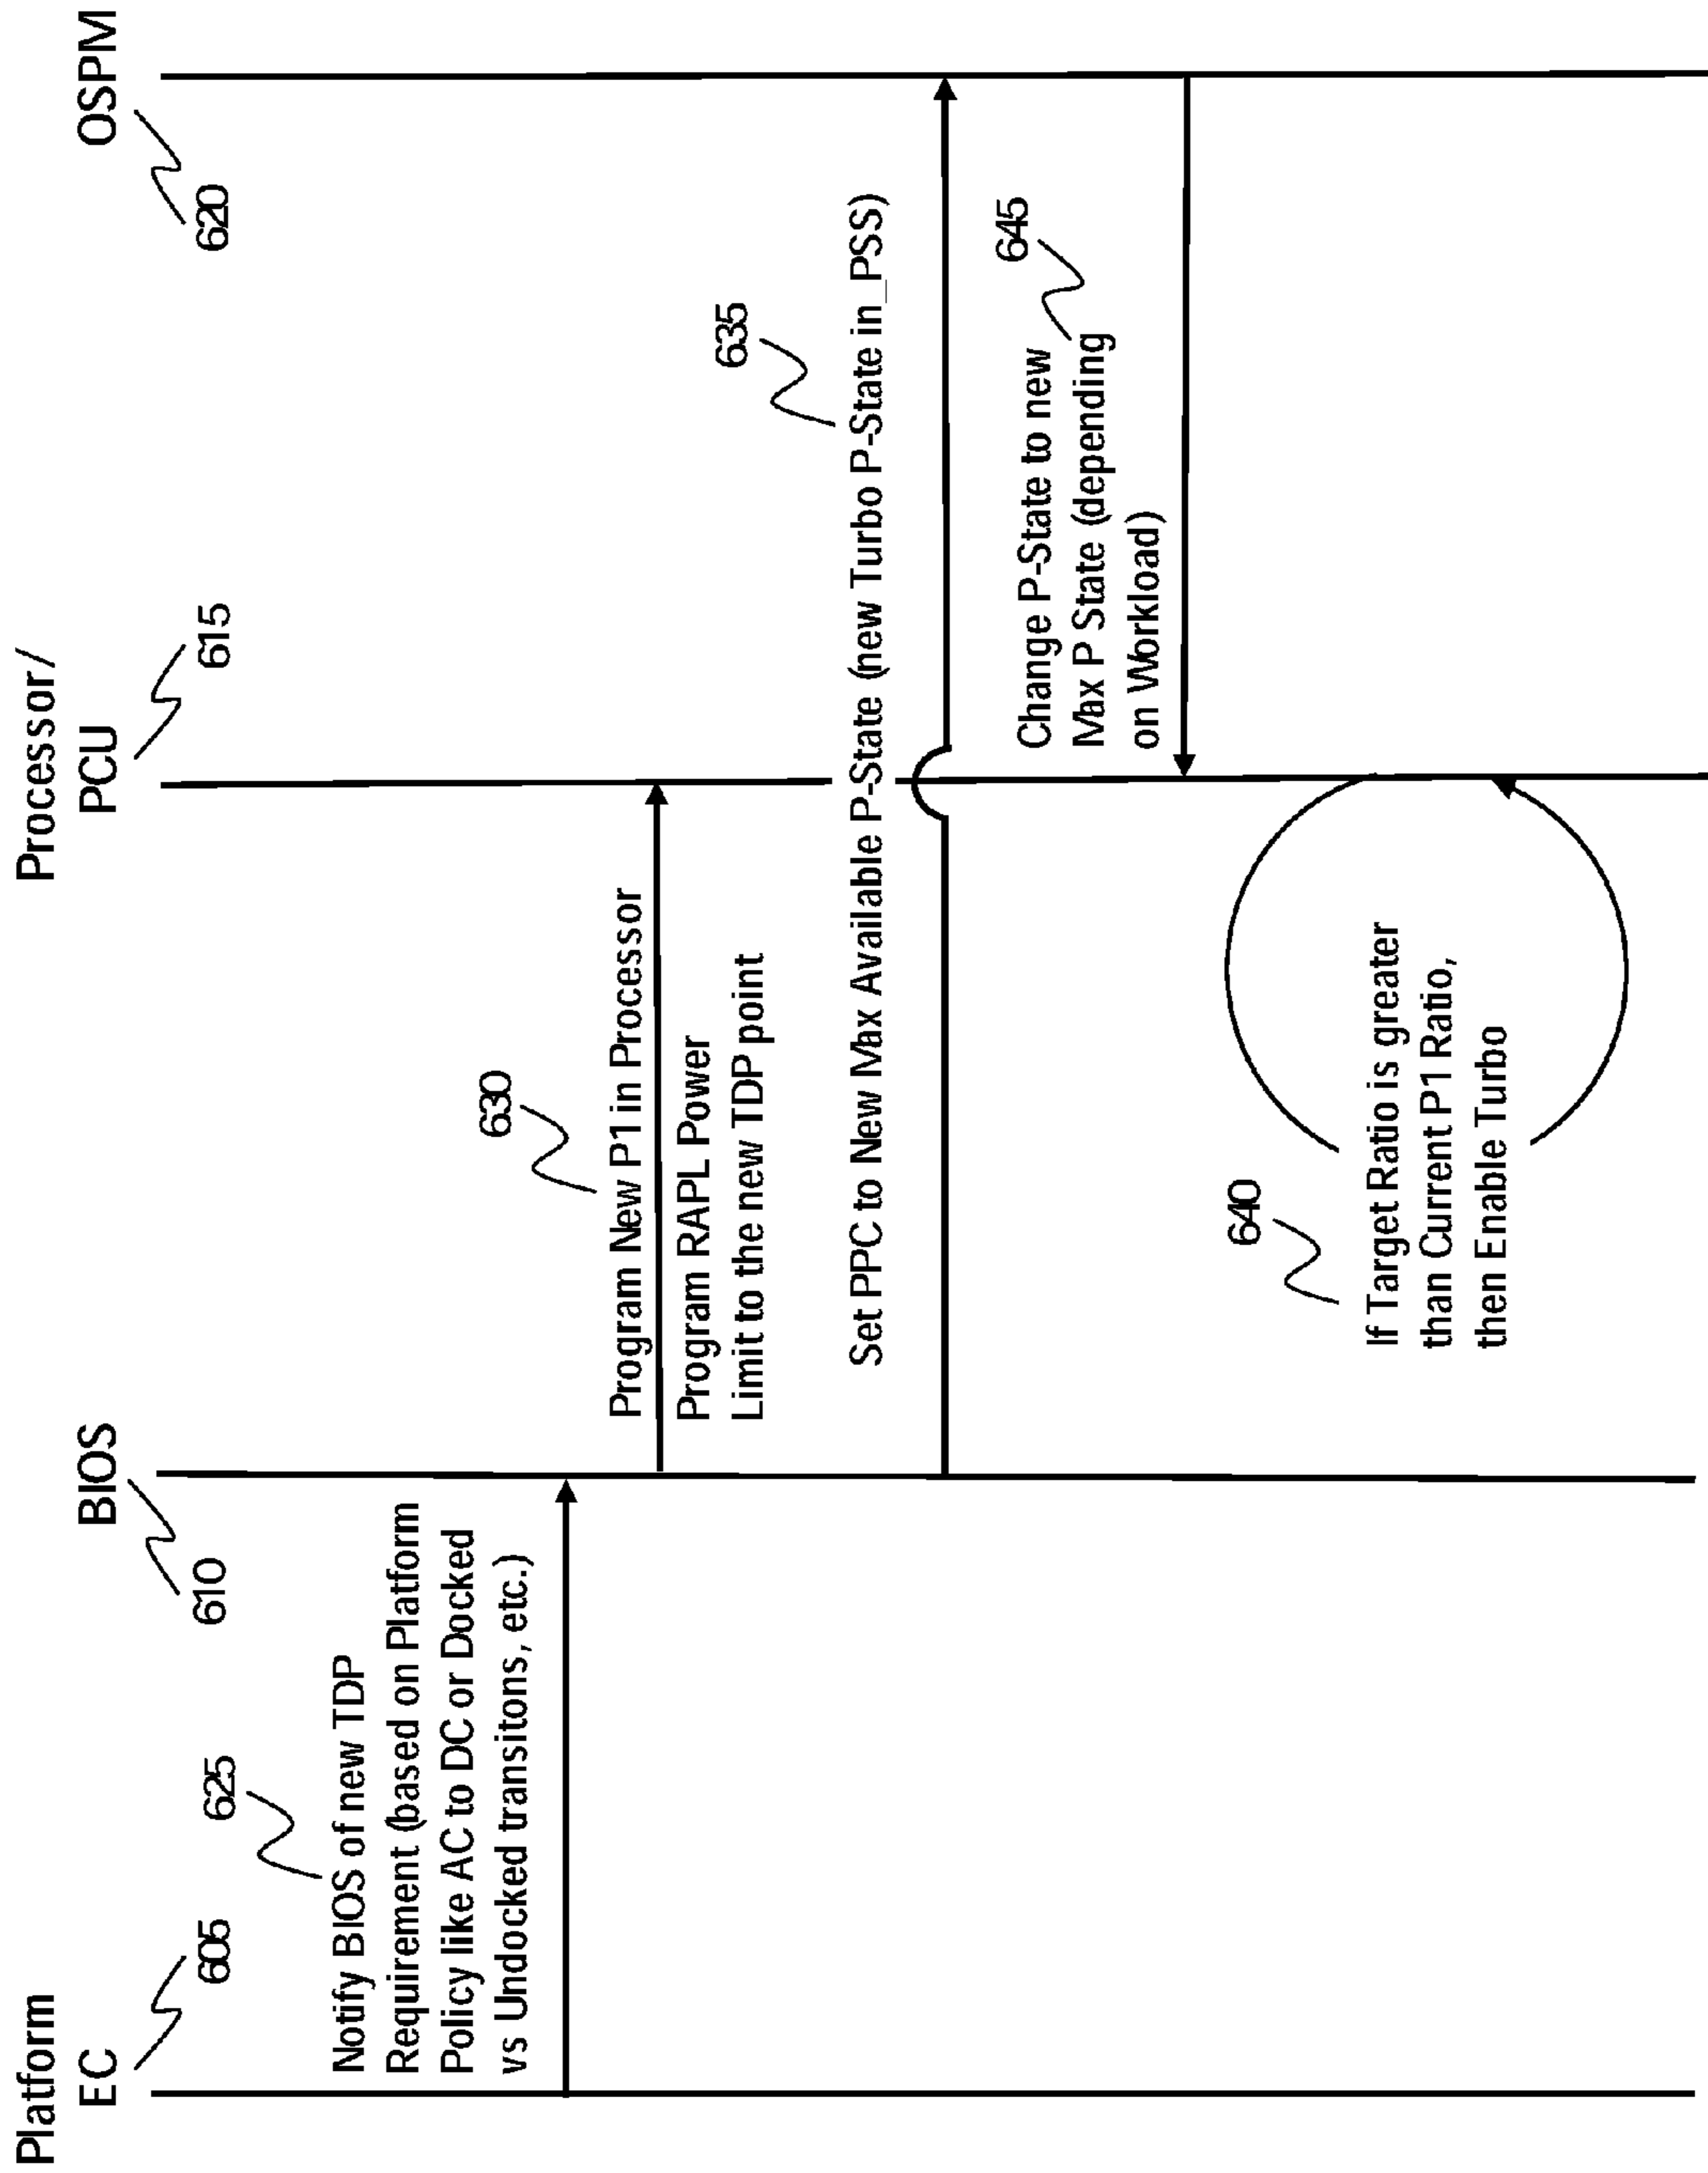 Platform
EC
605
BIOS
610
Processor/
PCU
615
OSPM
620
625
Notify BIOS of new TDP
Requirement (based on Platform
Policy like AC to DC or Docked
vs Undocked transitons, etc.)
630
Program New P1 in Processor
Program RAPL Power
Limit to the new TDP point
635
Set PPC to New Max Available P-State (new Turbo P-State in_PSS)
645
Change P-State to new
Max P State (depending
on Workload)
640
If Target Ratio is greater
than Current P1 Ratio,
then Enable Turbo